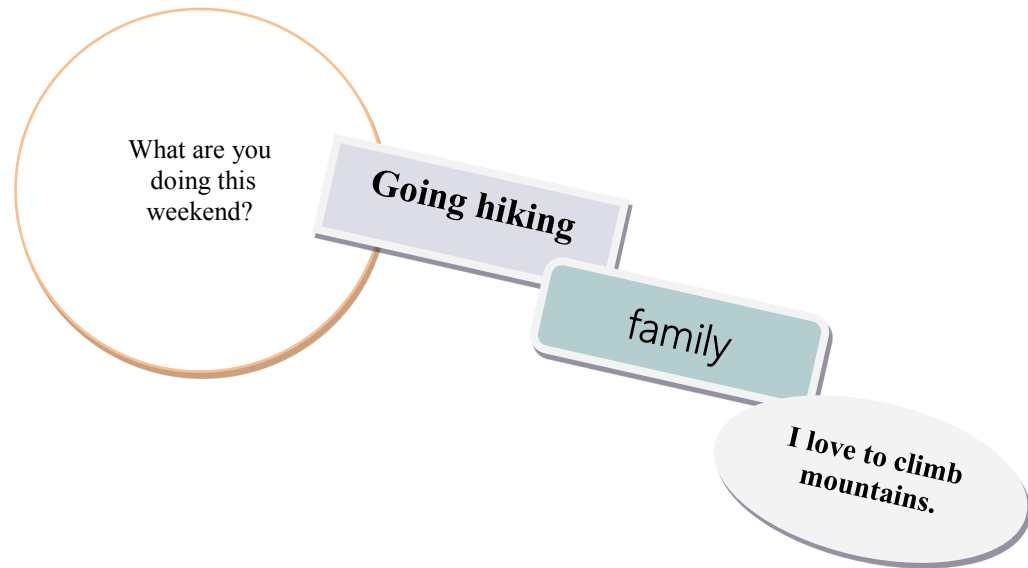 What are you
doing this
weekend?
Going hiking
family
I love to climb
mountains.